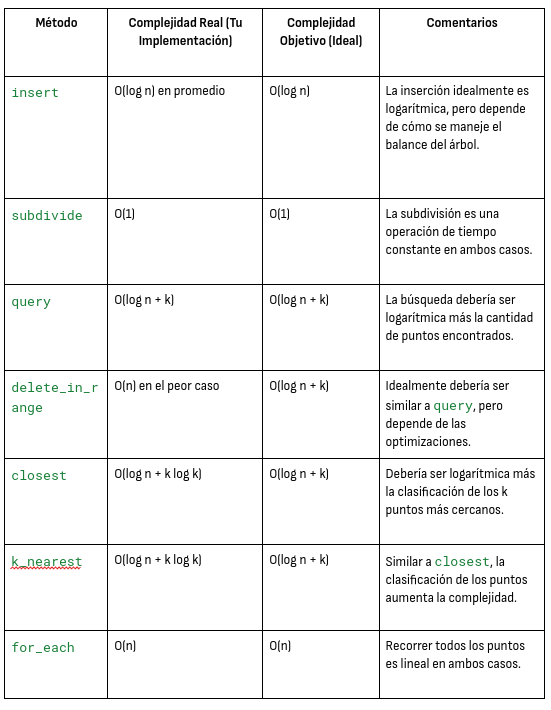 Método
Complejidad Real (Tu
Implementación)
Complejidad
Objetivo (Ideal)
Comentarios
insert
O(log n) en promedio
O(log n)
La inserción idealmente es
logarítmica, pero depende
de cómo se maneje el
balance del árbol.
subdivide
O(1)
O(1)
La subdivisión es una
operación de tiempo
constante en ambos casos.
query
O(log n + k)
O(log n + k)
La búsqueda debería ser
logarítmica más la cantidad
de puntos encontrados.
delete_in_r
ange
O(n) en el peor caso
O(log n + k)
Idealmente debería ser
similar a query, pero
depende de las
optimizaciones.
closest
O(log n + k log k)
O(log n + k)
Debería ser logarítmica más
la clasificación de los k
puntos más cercanos.
k_nearest
O(log n + k log k)
O(log n + k)
Similar a closest, la
clasificación de los puntos
aumenta la complejidad.
for_each
O(n)
O(n)
Recorrer todos los puntos
es lineal en ambos casos.